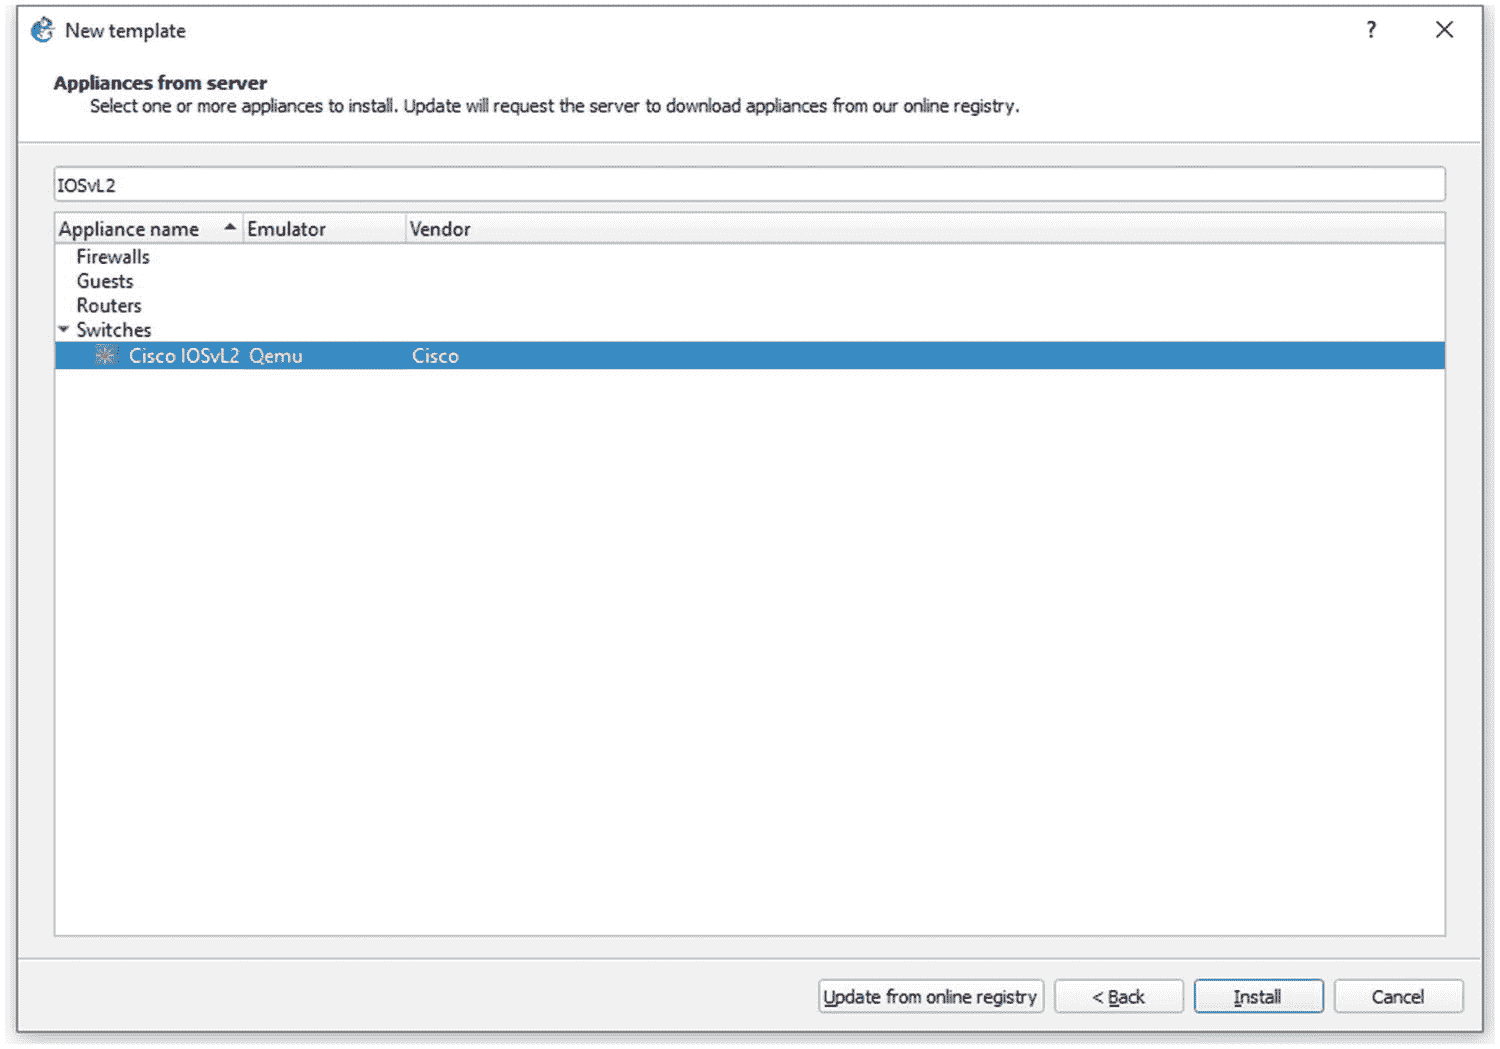 New template ?
Appliances from server
Select one or more appliances to install. Update will request the server to download appliances from our online registry.
IOSvL2
Appliance name Emulator Vendor
Firewalls
Guests
Routers
Switches
Cisco IOSvL2 Qemu Cisco
Update from online registry < Back Install Cancel